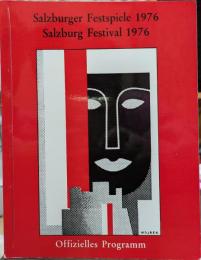 Salzburger Festspiele 1976
Salzburg Festival 1976
Offizielles Programm